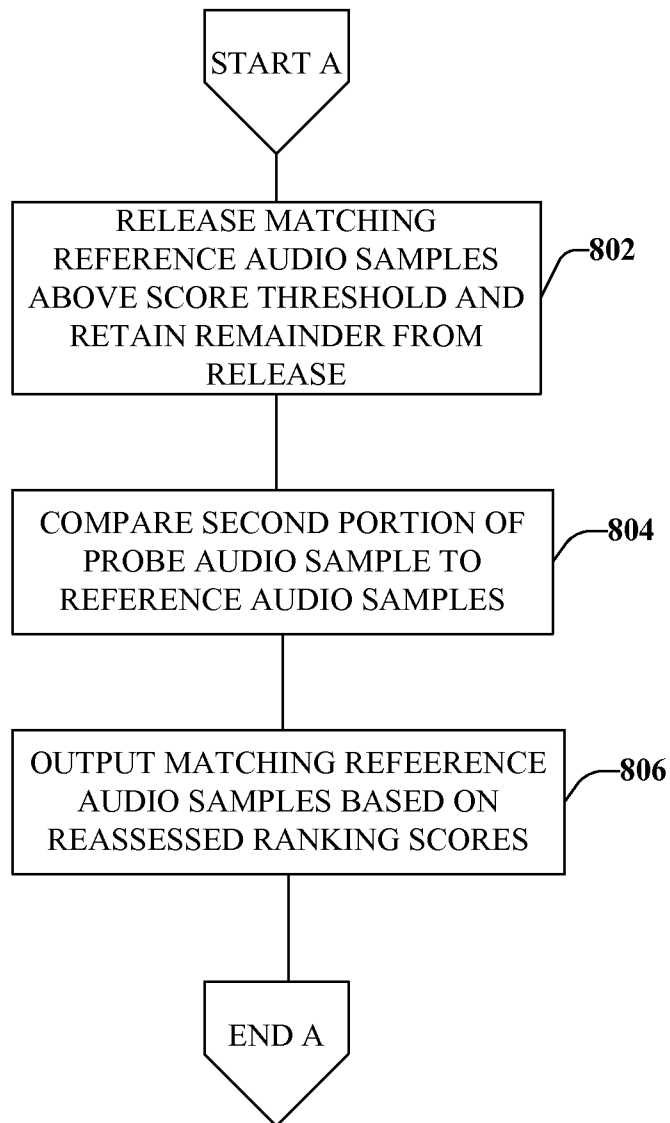 START A
RELEASE MATCHING
REFERENCE AUDIO SAMPLES
ABOVE SCORE THRESHOLD AND
RETAIN REMAINDER FROM
RELEASE
802
COMPARE SECOND PORTION OF
PROBE AUDIO SAMPLE TO
REFERENCE AUDIO SAMPLES
804
OUTPUT MATCHING REFEERENCE
AUDIO SAMPLES BASED ON
REASSESSED RANKING SCORES
806
END A